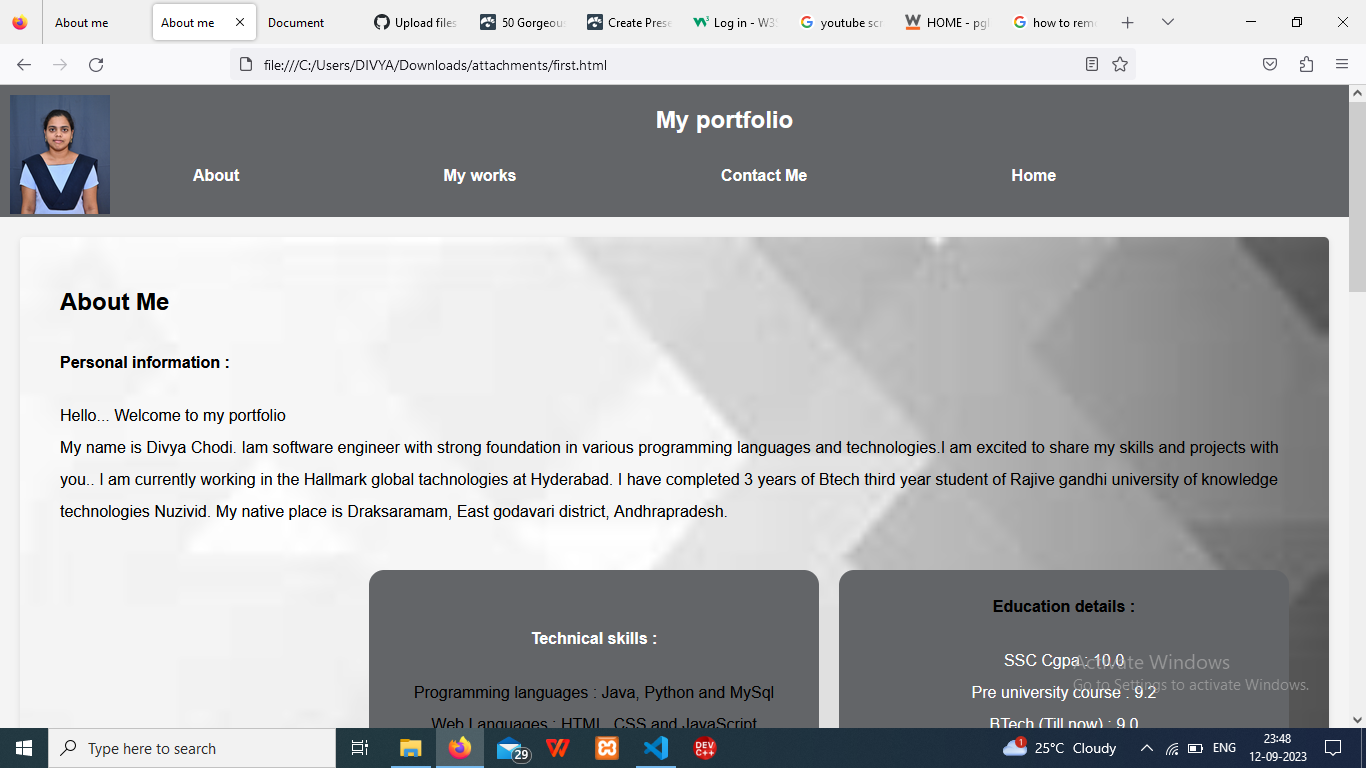 About me
About me
Document
Upload files
50 Gorgeous
Create Prese
Log in - W3S
youtube scr
HOME - pgl
how to rem
file:///C:/Users/DIVYA/Downloads/attachments/first.html
My portfolio
About My works Contact Me Home
About Me
Personal information :
Hello... Welcome to my portfolio
My name is Divya Chodi. Iam software engineer with strong foundation in various programming languages and technologies.I am excited to share my skills and projects with
you.. I am currently working in the Hallmark global tachnologies at Hyderabad. I have completed 3 years of Btech third year student of Rajive gandhi university of knowledge
technologies Nuzivid. My native place is Draksaramam, East godavari district, Andhrapradesh.
Technical skills :
Programming languages : Java, Python and MySql
Web Languages : HTML, CSS and JavaScript
Education details :
SSC Cgpa : 10.0
Pre university course : 9.2
BTech (Till now) : 9.0
Activate Windows
Go to Settings to activate Windows.
Type here to search
29
DEV
C++
1
25°C Cloudy
ENG
23:48
12-09-2023